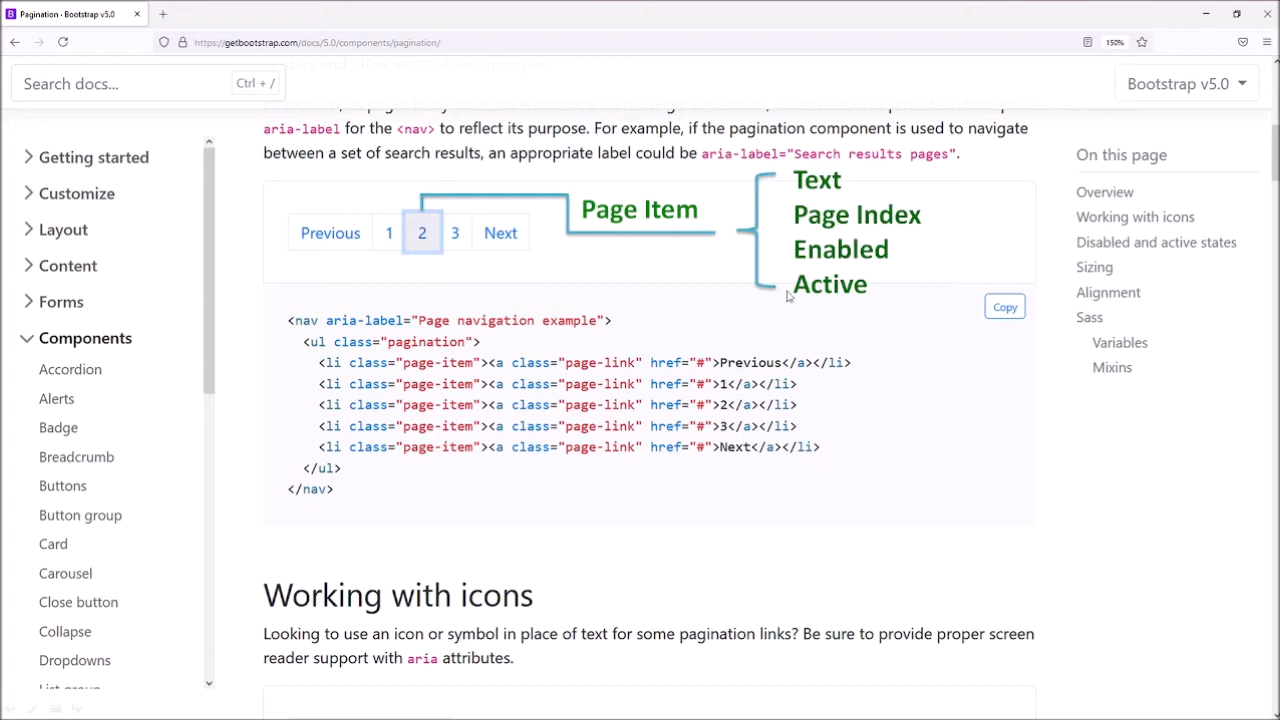 Pagination · Bootstrap v5.0
https://getbootstrap.com/docs/5.0/components/pagination/
150%
Search docs...
Ctrl + /
Bootstrap v5.0
Getting started
Customize
Layout
Content
Forms
Components
Accordion
Alerts
Badge
Breadcrumb
Buttons
Button group
Card
Carousel
Close button
Collapse
Dropdowns
List group
aria-label for the <nav> to reflect its purpose. For example, if the pagination component is used to navigate
between a set of search results, an appropriate label could be aria-label="Search results pages".
Previous 1 2 3 Next
Page Item
Text
Page Index
Enabled
Active
Copy
<nav aria-label="Page navigation example">
<ul class="pagination">
<li class="page-item"><a class="page-link" href="#">Previous</a></li>
<li class="page-item"><a class="page-link" href="#">1</a></li>
<li class="page-item"><a class="page-link" href="#">2</a></li>
<li class="page-item"><a class="page-link" href="#">3</a></li>
<li class="page-item"><a class="page-link" href="#">Next</a></li>
</ul>
</nav>
Working with icons
Looking to use an icon or symbol in place of text for some pagination links? Be sure to provide proper screen
reader support with aria attributes.
On this page
Overview
Working with icons
Disabled and active states
Sizing
Alignment
Sass
Variables
Mixins